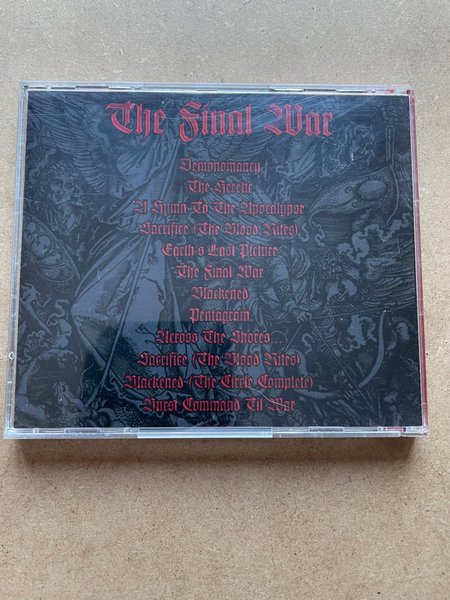 The Final War
Demonomancy
The Heretic
A Hymn To The Apocalypse
Sacrifice (The Blood Rites)
Earth's Last Picture
The Final War
Blackened
Pentagram
Across The Shores...
Sacrifice (The Blood Rites)
Blackened (The Circle Complete)
Burst Command Til War